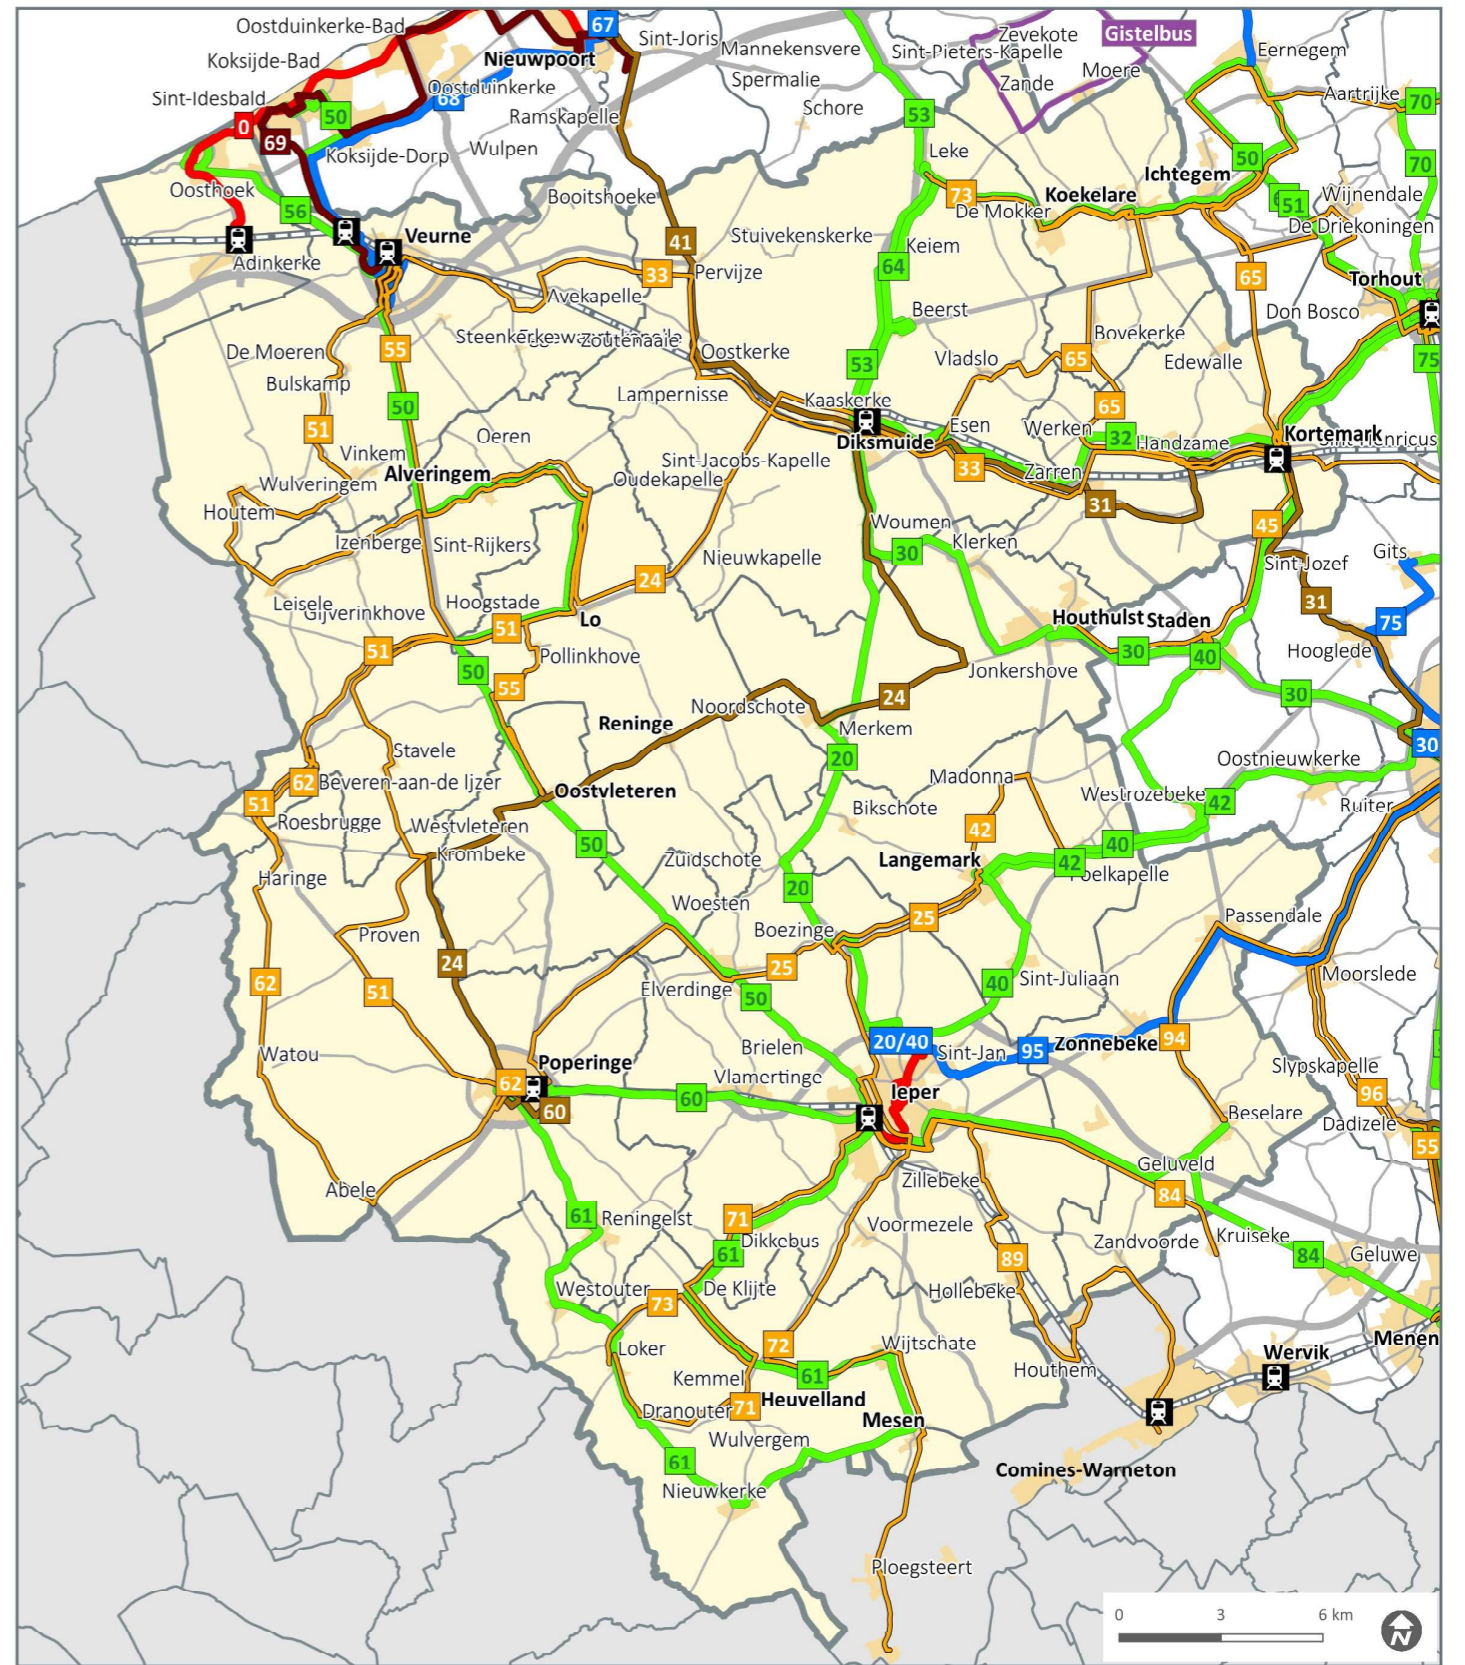 Oostduinkerke-Bad
67
Sint-Joris
Mannekensvere
Sint-Pieters-Kapelle
Zevekote
Gistelbus
Eernegem
Koksijde-Bad
Nieuwpoort
Spermalie
Zande
Moere
Sint-Idesbald
Oostduinkerke
68
Schore
Aartrijke
70
0
50
Ramskapelle
53
69
Koksijde-Dorp
Wulpen
Leke
Ichtegem
50
70
Oosthoek
56
Booitshoeke
73
De Mokker
Koekelare
51
Wijnendale
Veurne
41
Stuivekenskerke
Keiem
De Driekoningen
Adinkerke
33
Pervijze
64
65
Torhout
Avekapelle
Beerst
Don Bosco
De Moeren
55
Zoutenaaie
Oostkerke
53
Vladslo
65
Bovekerke
Edewalle
75
Bulskamp
50
Lampernisse
Kaaskerke
65
51
Oeren
Diksmuide
Esen
Werken
32
Handzame
Kortemark
Vinkem
Alveringem
Sint-Jacobs-Kapelle
33
Zarren
Wulveringem
Oudekapelle
31
Houtem
Woumen
45
Izenberge
Sint-Rijkers
Nieuwkapelle
30
Klerken
Sint-Jozef
Gits
24
31
Leisele
Gijverinkhove
Hoogstade
Lo
Houthulst
Staden
75
51
51
30
40
Hooglede
50
Pollinkhove
Jonkershove
55
24
30
Reninge
Noordschote
Merkem
Stavele
20
30
62
Beveren-aan-de Ijzer
Oostvleteren
Madonna
Oostnieuwkerke
51
Roesbrugge
Westvleteren
Bikschote
Westrozebeke
42
Ruiter
Krombeke
50
42
40
Zuidschote
Langemark
42
Poelkapelle
Haringe
20
Woesten
25
Passendale
Proven
Boezinge
24
25
62
51
Elverdinge
50
40
Sint-Juliaan
Moorslede
Watou
Poperinge
Brielen
20/40
Sint-Jan
95
Zonnebeke
94
62
Vlamertinge
Slypskapelle
60
60
Ieper
96
Beselare
Dadizele
55
Abele
Zillebeke
Geluveld
84
61
Reningelst
71
Voormezele
Dikkebus
Zandvoorde
Kruiseke
61
89
84
Geluwe
Westouter
73
De Klijte
Hollebeke
Loker
72
Wijtschate
Houthem
Wervik
Menen
Kemmel
61
Dranouter
71
Heuvelland
Mesen
Wulvergem
61
Nieuwkerke
Comines-Warneton
Ploegsteert
0 3 6 km
N